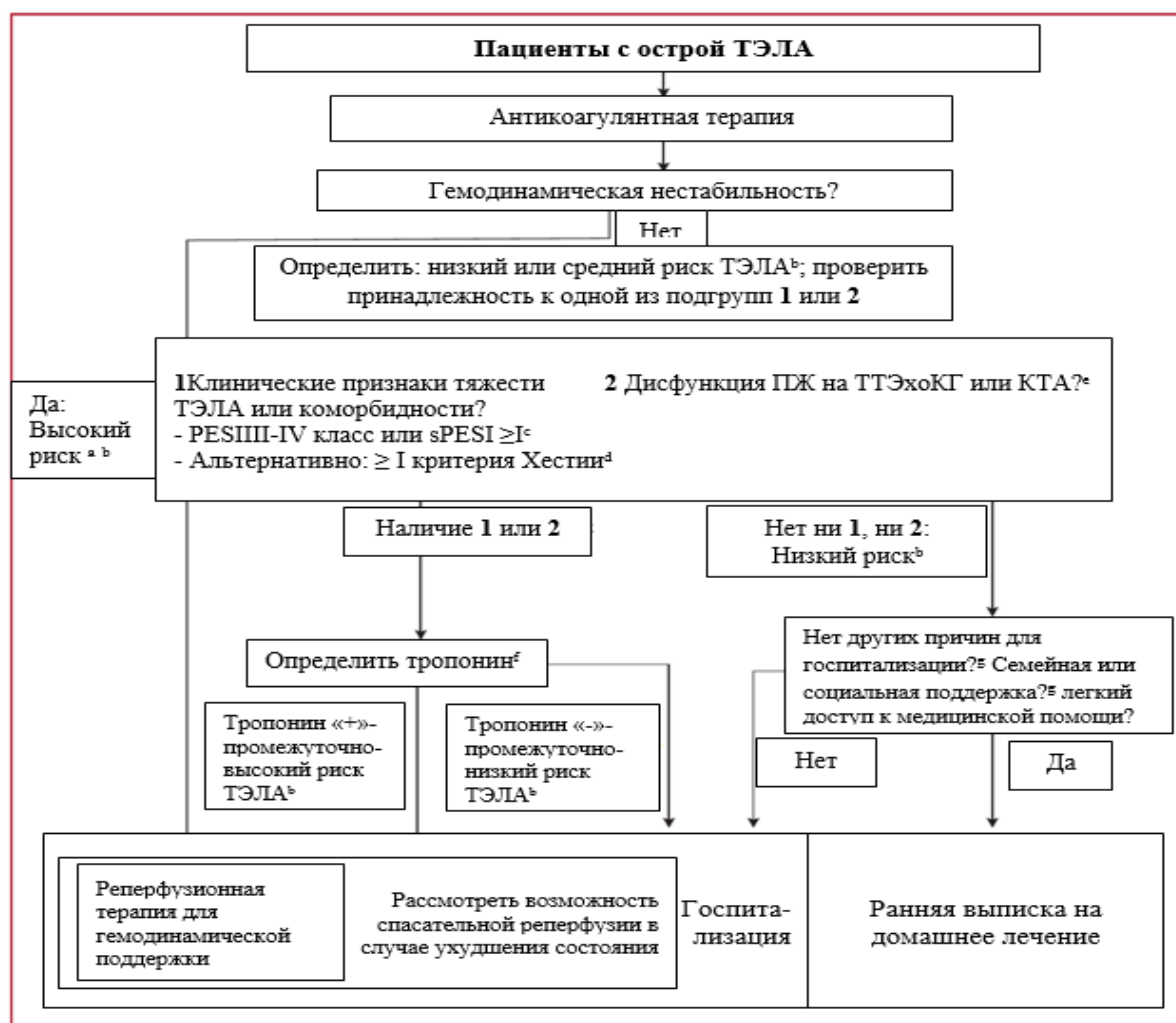 Пациенты с острой ТЭЛА
Антикоагулянтная терапия
Гемодинамическая нестабильность?
Нет
Определить: низкий или средний риск ТЭЛАᵇ; проверить
принадлежность к одной из подгрупп 1 или 2
Да:
Высокий
риск ᵃ ᵇ
1Клинические признаки тяжести
ТЭЛА или коморбидности?
- PESIIII-IV класс или sPESI ≥Iᶜ
- Альтернативно: ≥ I критерия Хестииᵈ
2 Дисфункция ПЖ на ТТЭхоКГ или КТА?ᵉ
Наличие 1 или 2
Нет ни 1, ни 2:
Низкий рискᵇ
Определить тропонинᶠ
Нет других причин для
госпитализации?ᵍ Семейная или
социальная поддержка?ᵍ легкий
доступ к медицинской помощи?
Тропонин «+»-
промежуточно-
высокий риск
ТЭЛАᵇ
Тропонин «-»-
промежуточно-
низкий риск
ТЭЛАᵇ
Нет
Да
Реперфузионная
терапия для
гемодинамической
поддержки
Рассмотреть возможность
спасательной реперфузии в
случае ухудшения состояния
Госпита-
лизация
Ранняя выписка на
домашнее лечение